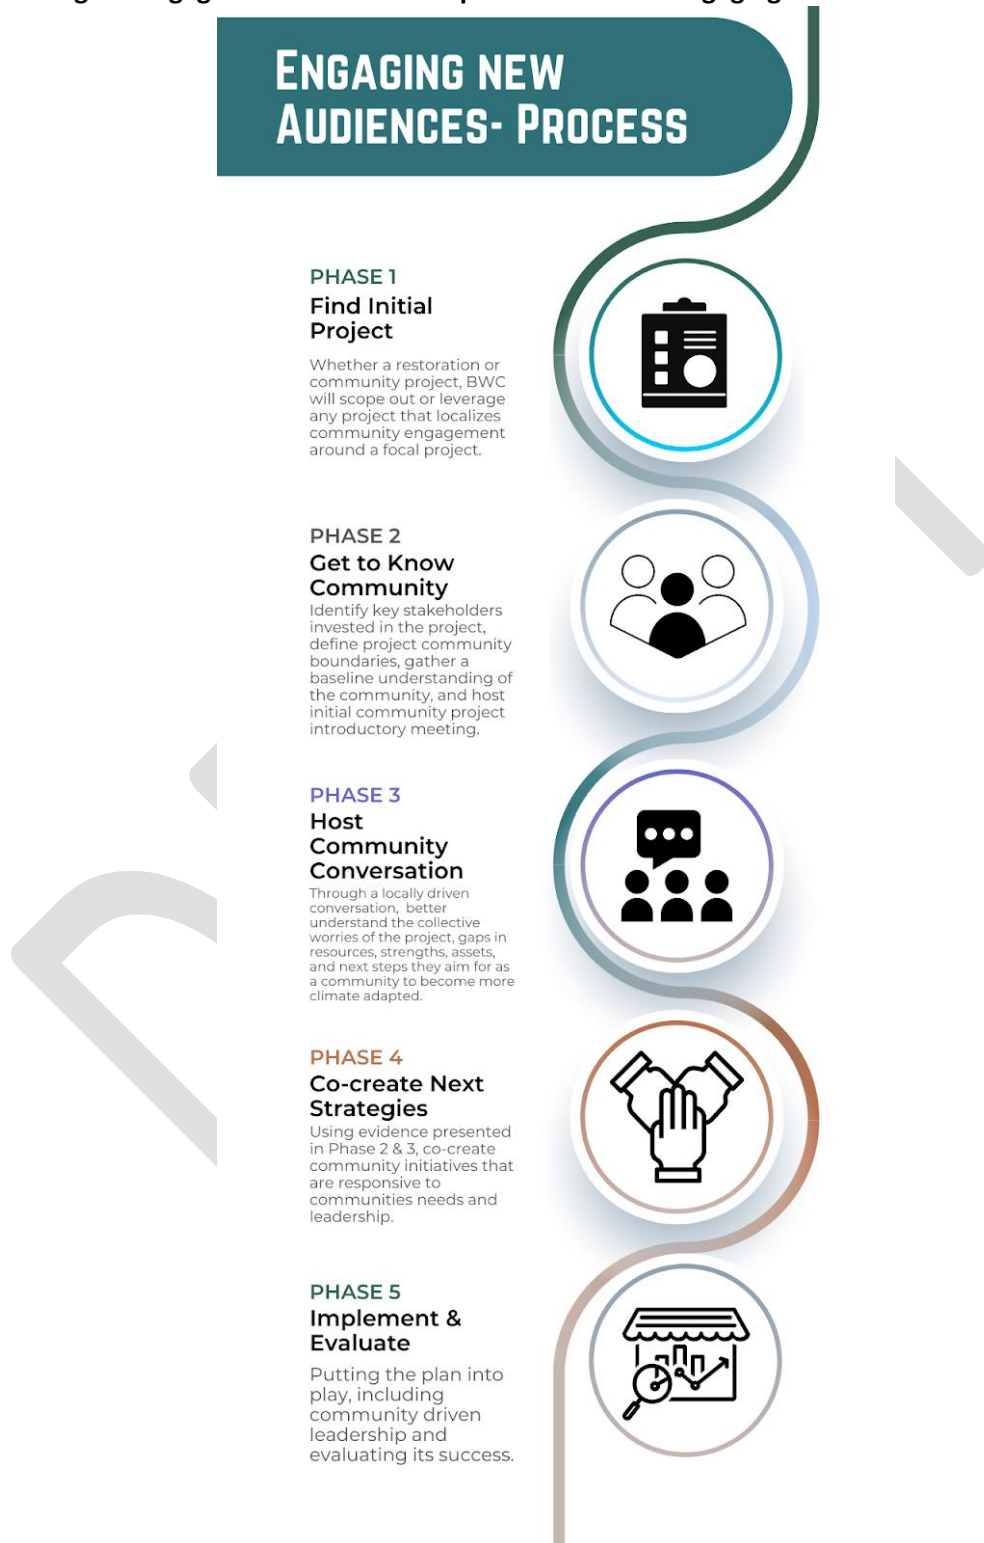 ENGAGING NEW
AUDIENCES- PROCESS
PHASE 1
Find Initial
Project
Whether a restoration or
community project, BWC
will scope out or leverage
any project that localizes
community engagement
around a focal project.
PHASE 2
Get to Know
Community
Identify key stakeholders
invested in the project,
define project community
boundaries, gather a
baseline understanding of
the community, and host
initial community project
introductory meeting.
PHASE 3
Host
Community
Conversation
Through a locally driven
conversation, better
understand the collective
worries of the project, gaps in
resources, strengths, assets,
and next steps they aim for as
a community to become more
climate adapted.
PHASE 4
Co-create Next
Strategies
Using evidence presented
in Phase 2 & 3, co-create
community initiatives that
are responsive to
communities needs and
leadership.
PHASE 5
Implement &
Evaluate
Putting the plan into
play, including
community driven
leadership and
evaluating its success.